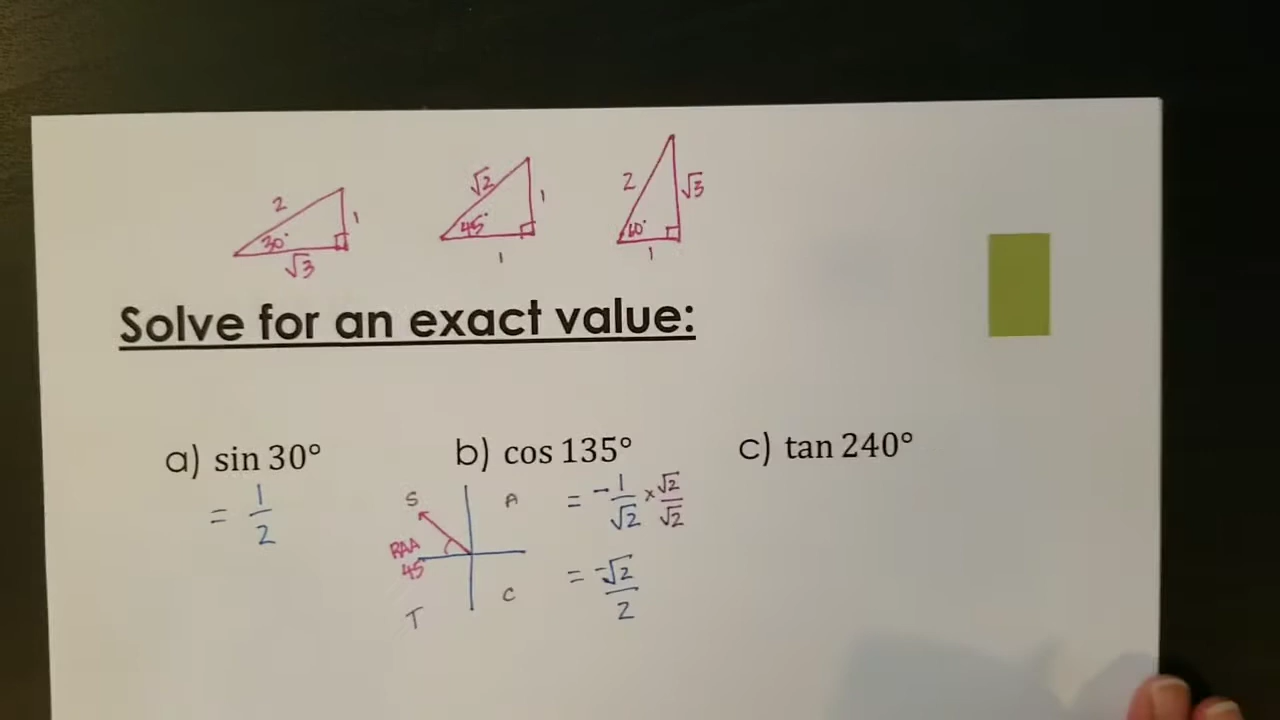 2 1 30° √3
√2 1 45° 1
2 √3 60° 1
Solve for an exact value:
a) sin 30°
= 1/2
b) cos 135°
S A
RAA
45
T C
= -1/√2 × √2/√2
= -√2/2
c) tan 240°